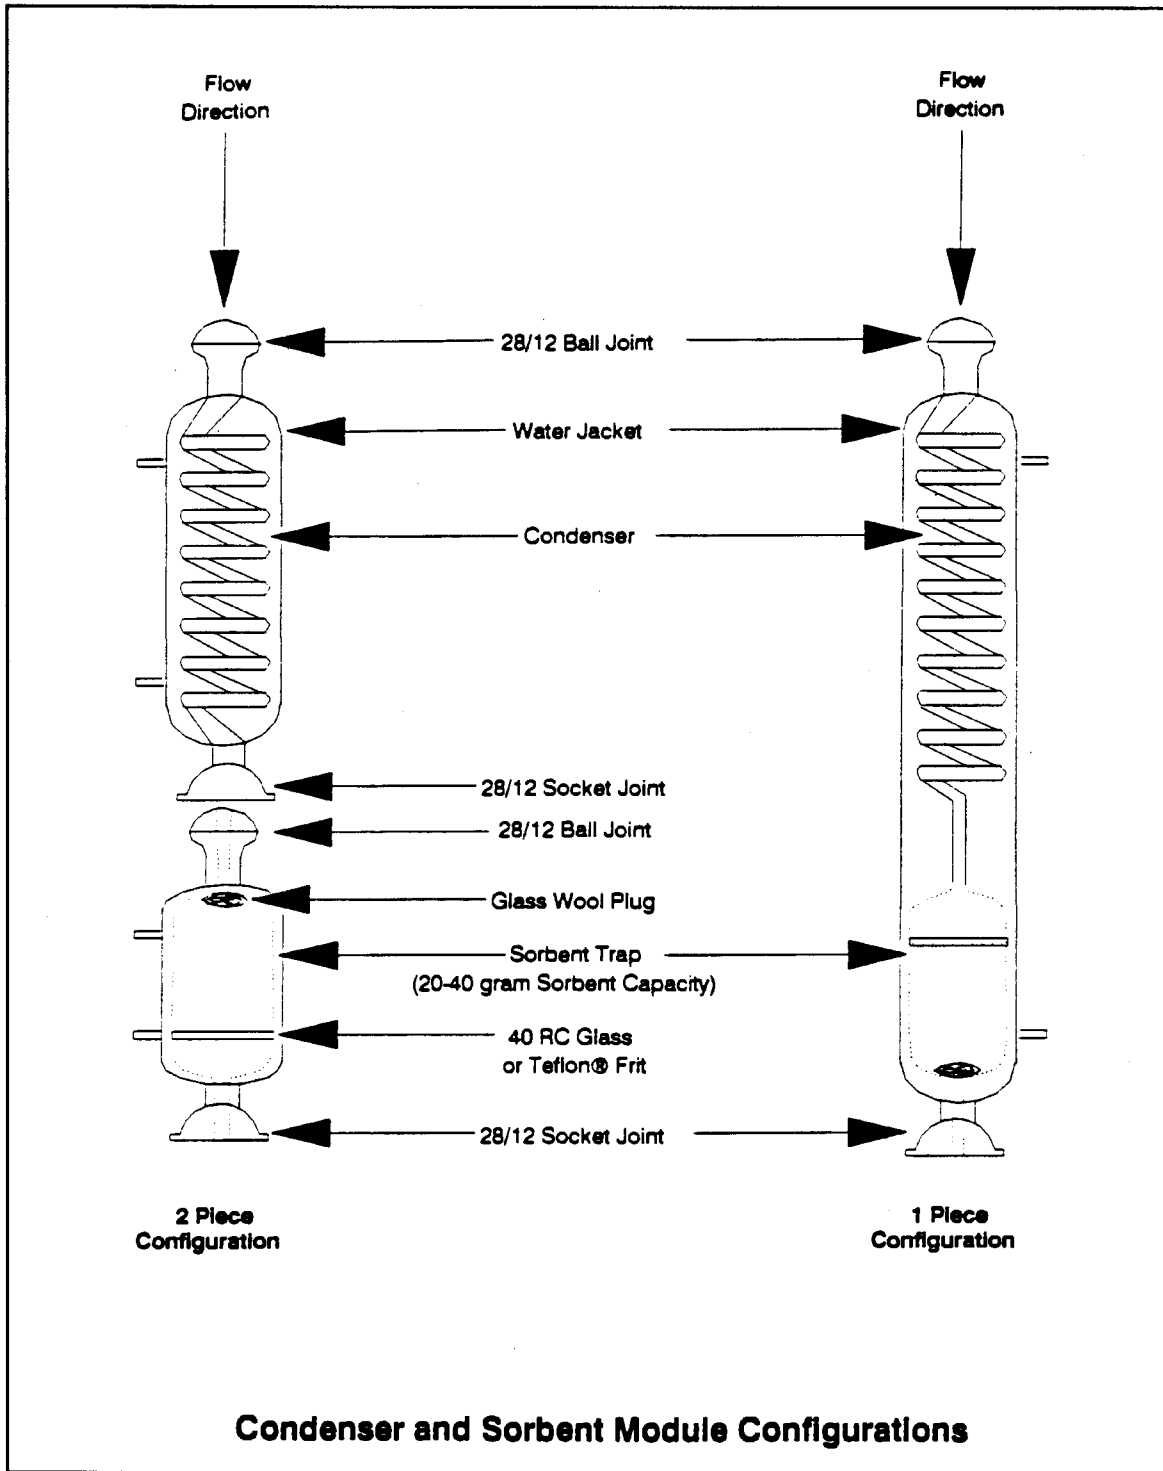 Flow
Direction
Flow
Direction
28/12 Ball Joint
Water Jacket
Condenser
28/12 Socket Joint
28/12 Ball Joint
Glass Wool Plug
Sorbent Trap
(20-40 gram Sorbent Capacity)
40 RC Glass
or Teflon® Frit
28/12 Socket Joint
2 Piece
Configuration
1 Piece
Configuration
Condenser and Sorbent Module Configurations